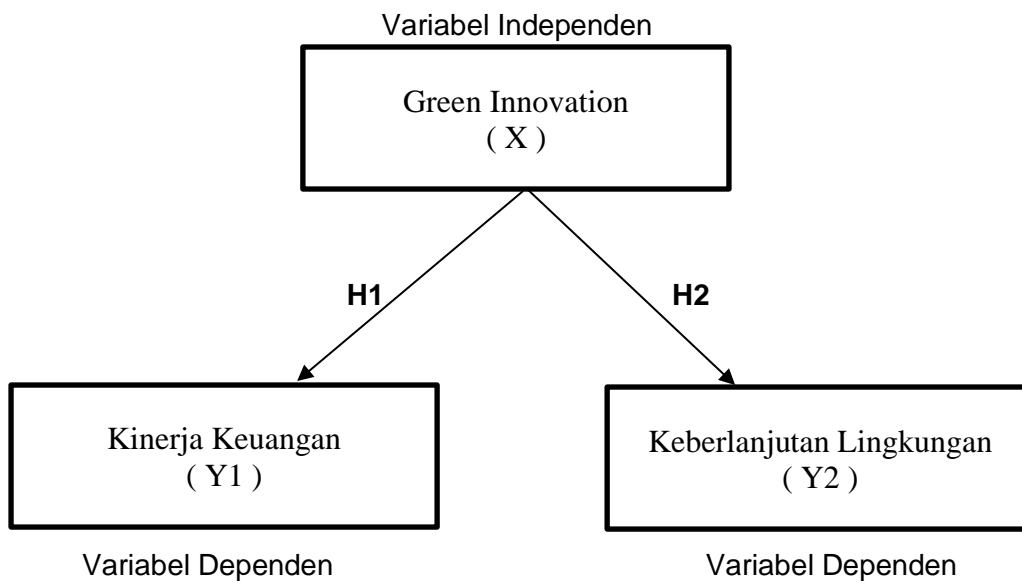 Variabel Independen
Green Innovation
( X )
H1
H2
Kinerja Keuangan
( Y1 )
Keberlanjutan Lingkungan
( Y2 )
Variabel Dependen
Variabel Dependen